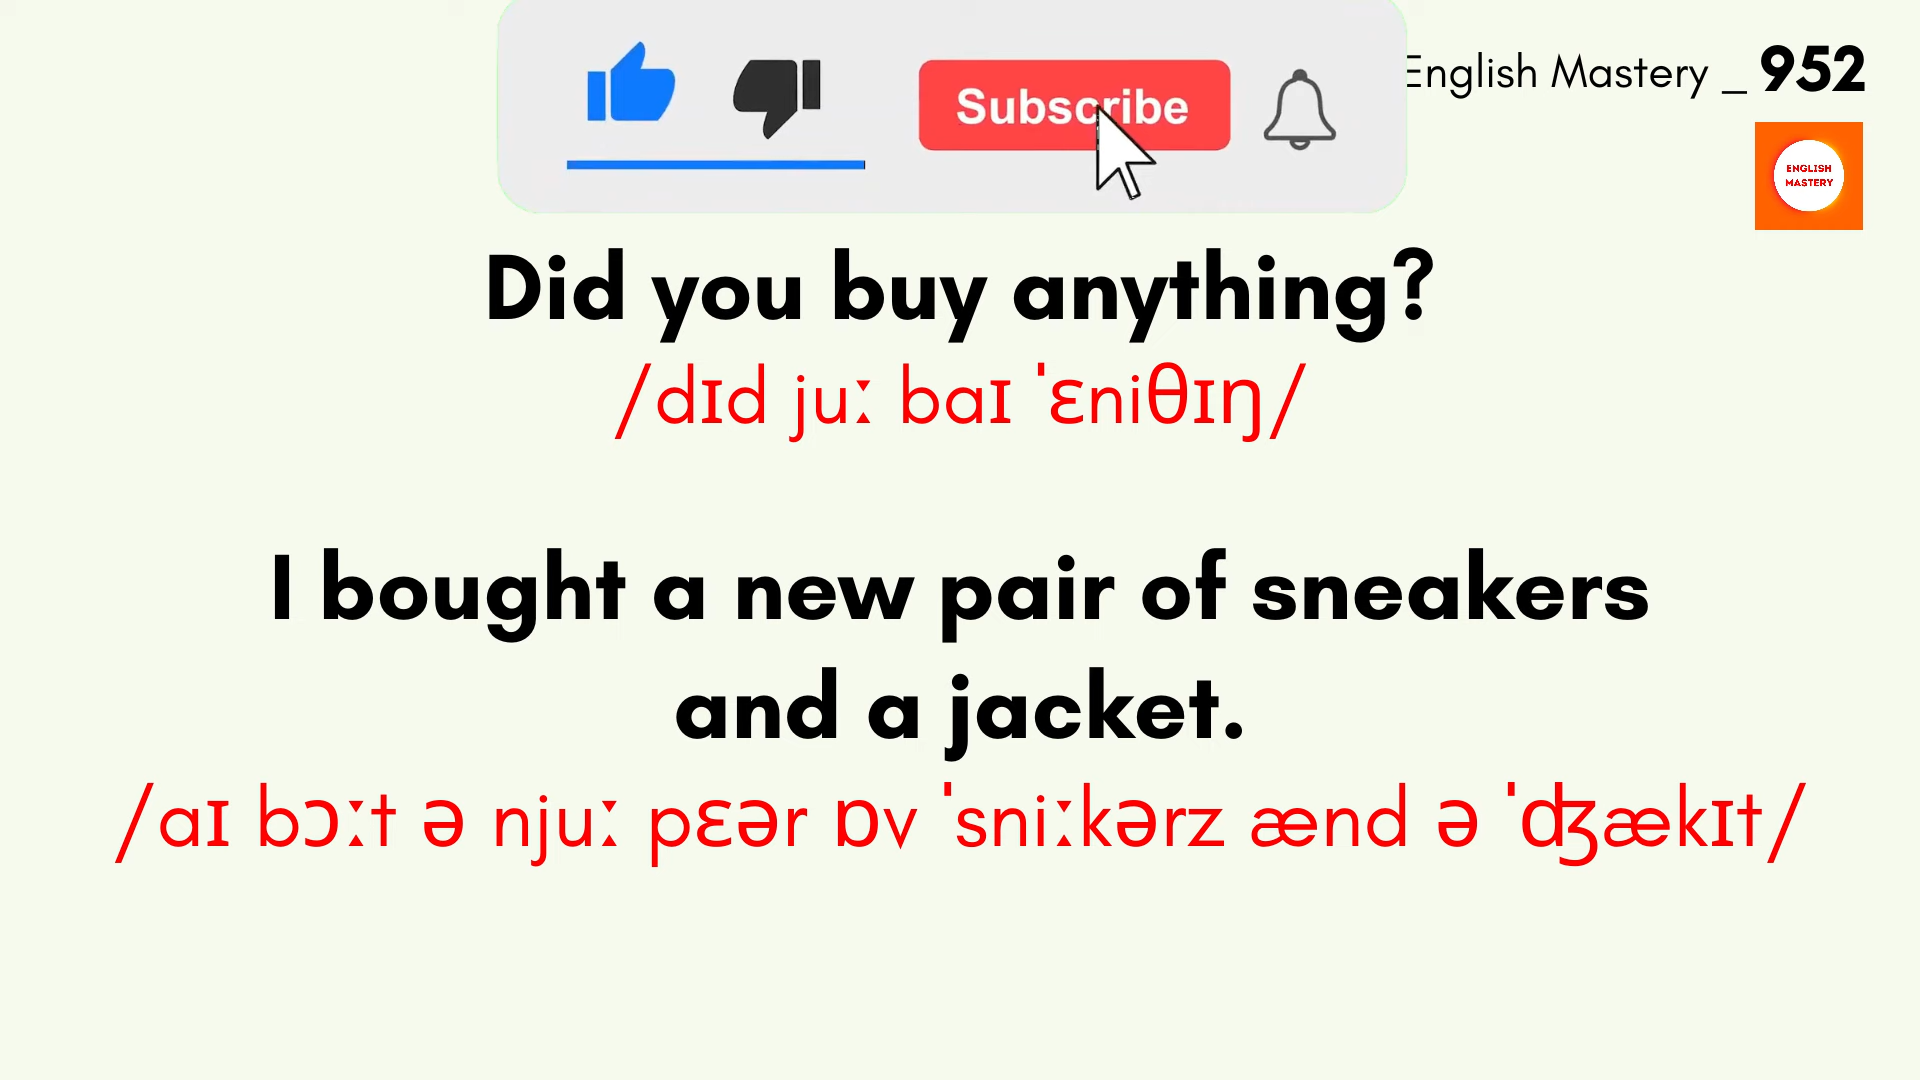 Subscribe
English Mastery _ 952
ENGLISH
MASTERY
Did you buy anything?
/dɪd juː baɪ ˈɛniθɪŋ/
I bought a new pair of sneakers
and a jacket.
/aɪ bɔːt ə njuː pɛər ɒv ˈsniːkərz ænd ə ˈʤækɪt/